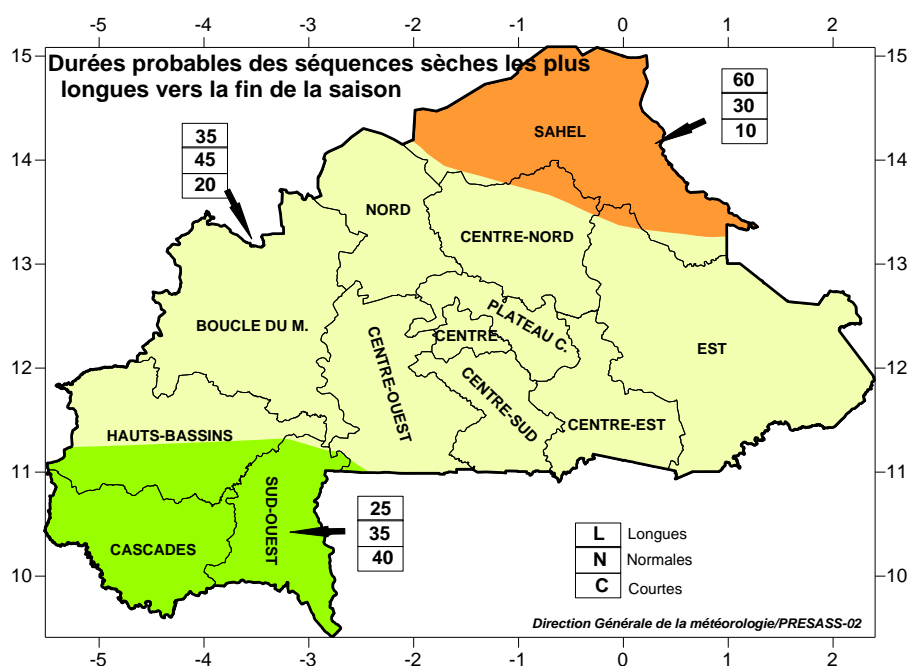 -5 -4 -3 -2 -1 0 1 2
Durées probables des séquences sèches les plus
longues vers la fin de la saison
15 15
14 14
13 13
12 12
11 11
10 10
60
30
10
35
45
20
SAHEL
NORD
CENTRE-NORD
BOUCLE DU M.
PLATEAU C.
CENTRE
EST
CENTRE-OUEST
CENTRE-SUD
CENTRE-EST
HAUTS-BASSINS
SUD-OUEST
CASCADES
25
35
40
L Longues
N Normales
C Courtes
Direction Générale de la météorologie/PRESASS-02
-5 -4 -3 -2 -1 0 1 2